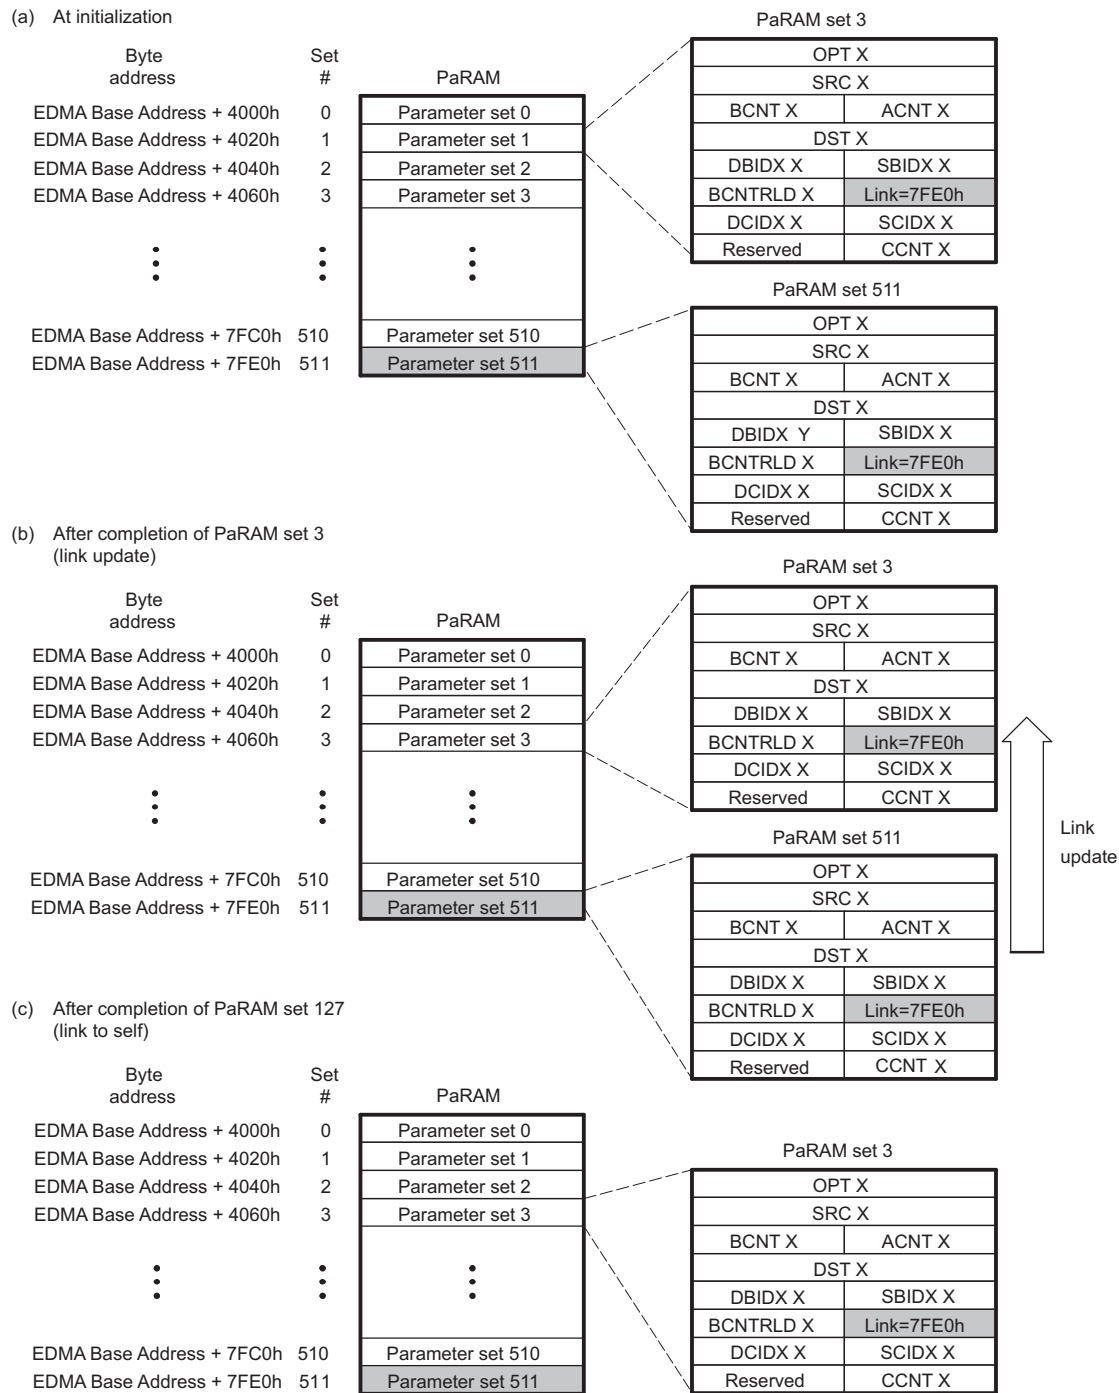 (a) At initialization
Byte address Set # PaRAM
EDMA Base Address + 4000h 0 Parameter set 0
EDMA Base Address + 4020h 1 Parameter set 1
EDMA Base Address + 4040h 2 Parameter set 2
EDMA Base Address + 4060h 3 Parameter set 3
EDMA Base Address + 7FC0h 510 Parameter set 510
EDMA Base Address + 7FE0h 511 Parameter set 511
PaRAM set 3
OPT X
SRC X
BCNT X ACNT X
DST X
DBIDX X SBIDX X
BCNTRLD X Link=7FE0h
DCIDX X SCIDX X
Reserved CCNT X
PaRAM set 511
OPT X
SRC X
BCNT X ACNT X
DST X
DBIDX Y SBIDX X
BCNTRLD X Link=7FE0h
DCIDX X SCIDX X
Reserved CCNT X
(b) After completion of PaRAM set 3
(link update)
Byte address Set # PaRAM
EDMA Base Address + 4000h 0 Parameter set 0
EDMA Base Address + 4020h 1 Parameter set 1
EDMA Base Address + 4040h 2 Parameter set 2
EDMA Base Address + 4060h 3 Parameter set 3
EDMA Base Address + 7FC0h 510 Parameter set 510
EDMA Base Address + 7FE0h 511 Parameter set 511
PaRAM set 3
OPT X
SRC X
BCNT X ACNT X
DST X
DBIDX X SBIDX X
BCNTRLD X Link=7FE0h
DCIDX X SCIDX X
Reserved CCNT X
PaRAM set 511
OPT X
SRC X
BCNT X ACNT X
DST X
DBIDX X SBIDX X
BCNTRLD X Link=7FE0h
DCIDX X SCIDX X
Reserved CCNT X
Link
update
(c) After completion of PaRAM set 127
(link to self)
Byte address Set # PaRAM
EDMA Base Address + 4000h 0 Parameter set 0
EDMA Base Address + 4020h 1 Parameter set 1
EDMA Base Address + 4040h 2 Parameter set 2
EDMA Base Address + 4060h 3 Parameter set 3
EDMA Base Address + 7FC0h 510 Parameter set 510
EDMA Base Address + 7FE0h 511 Parameter set 511
PaRAM set 3
OPT X
SRC X
BCNT X ACNT X
DST X
DBIDX X SBIDX X
BCNTRLD X Link=7FE0h
DCIDX X SCIDX X
Reserved CCNT X